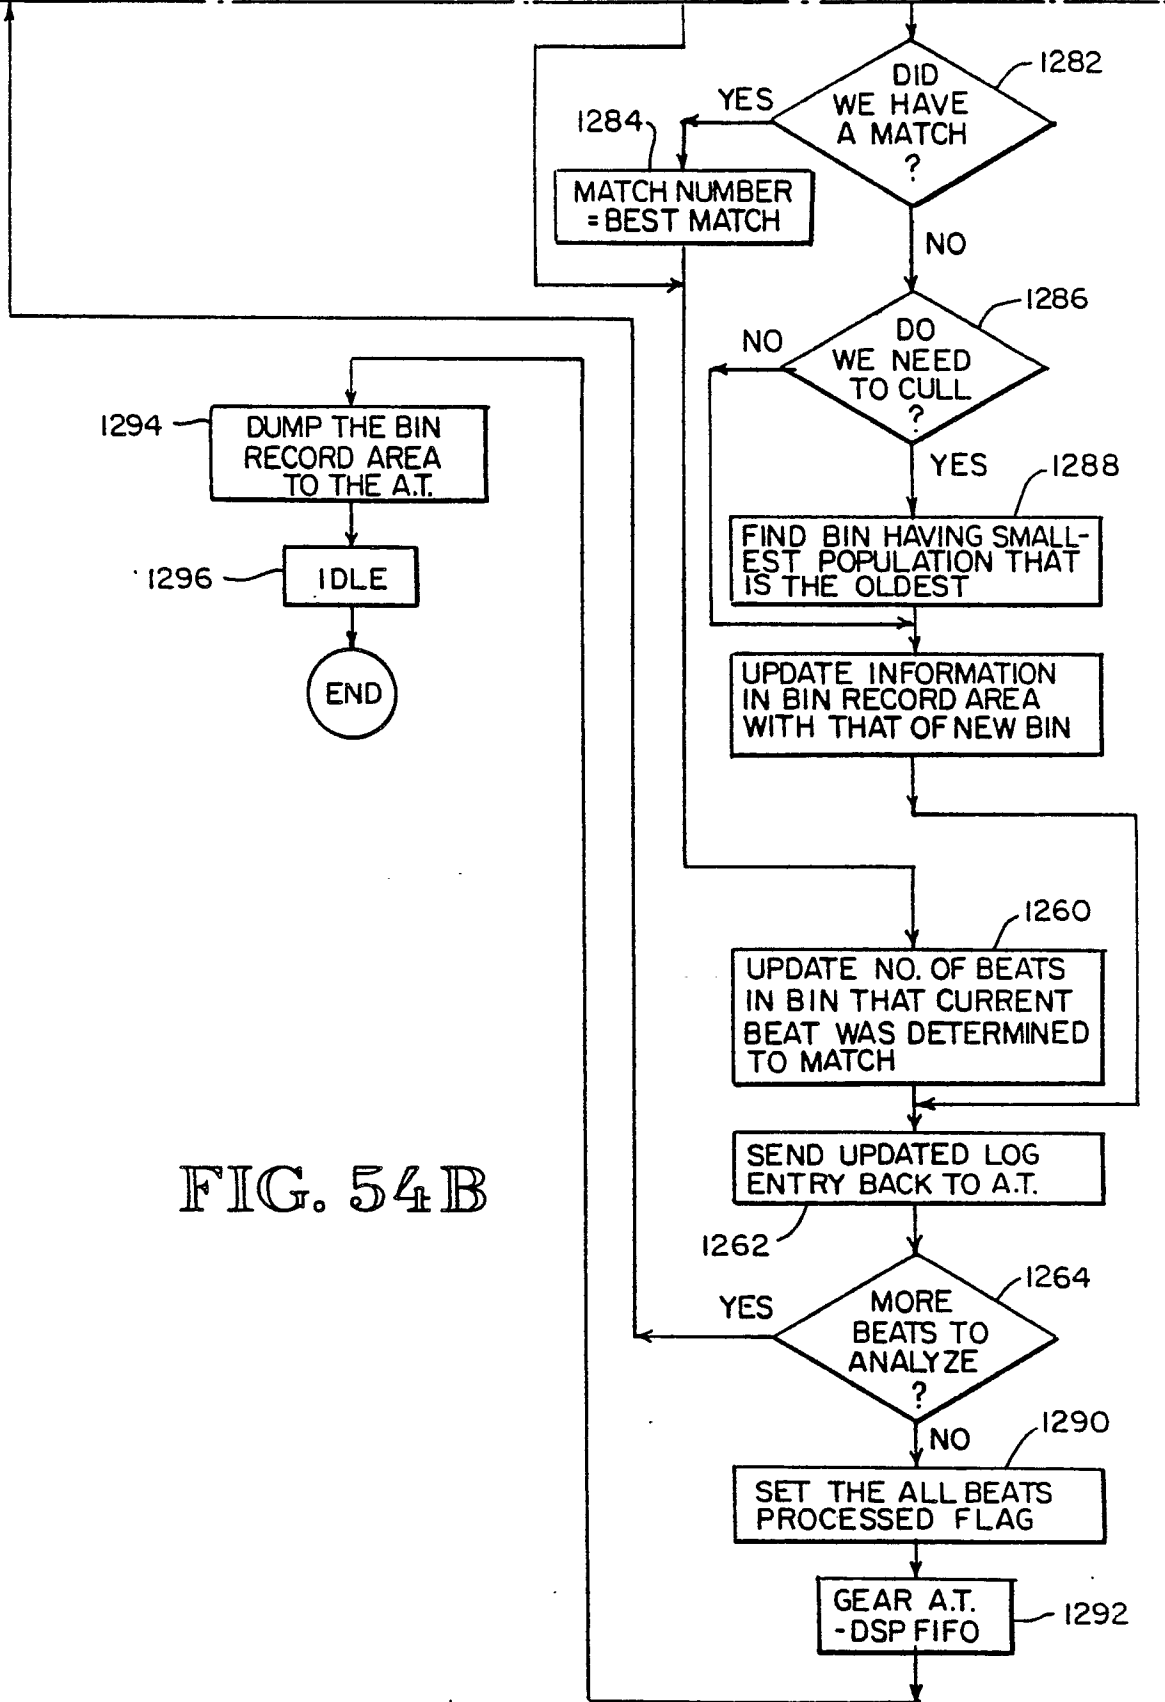 DID
WE HAVE
A MATCH
?
1282
YES
1284
MATCH NUMBER
= BEST MATCH
NO
1286
DO
WE NEED
TO CULL
?
NO
YES
1288
1294
DUMP THE BIN
RECORD AREA
TO THE A.T.
FIND BIN HAVING SMALL-
EST POPULATION THAT
IS THE OLDEST
1296
IDLE
END
UPDATE INFORMATION
IN BIN RECORD AREA
WITH THAT OF NEW BIN
1260
UPDATE NO. OF BEATS
IN BIN THAT CURRENT
BEAT WAS DETERMINED
TO MATCH
SEND UPDATED LOG
ENTRY BACK TO A.T.
FIG. 54B
1262
1264
YES
MORE
BEATS TO
ANALYZE
?
NO
1290
SET THE ALL BEATS
PROCESSED FLAG
GEAR A.T.
-DSP FIFO
1292